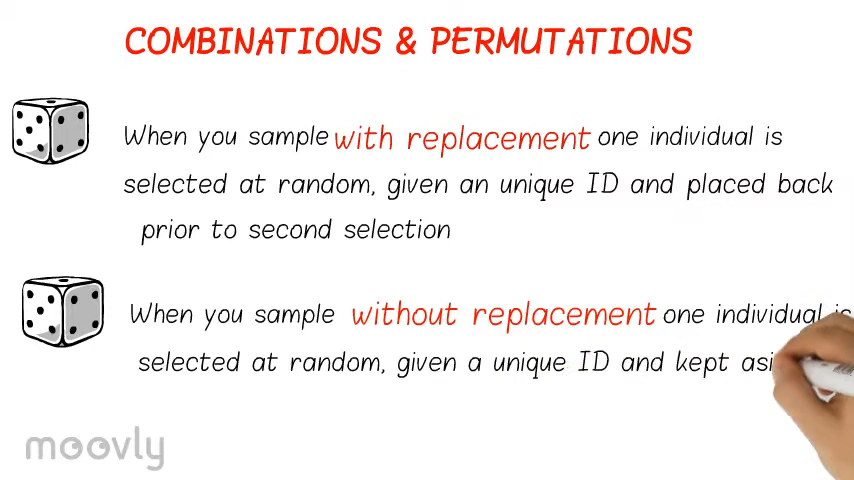 COMBINATIONS & PERMUTATIONS
When you sample with replacement one individual is
selected at random, given an unique ID and placed back
prior to second selection
When you sample without replacement one individual is
selected at random, given a unique ID and kept asi
moovly